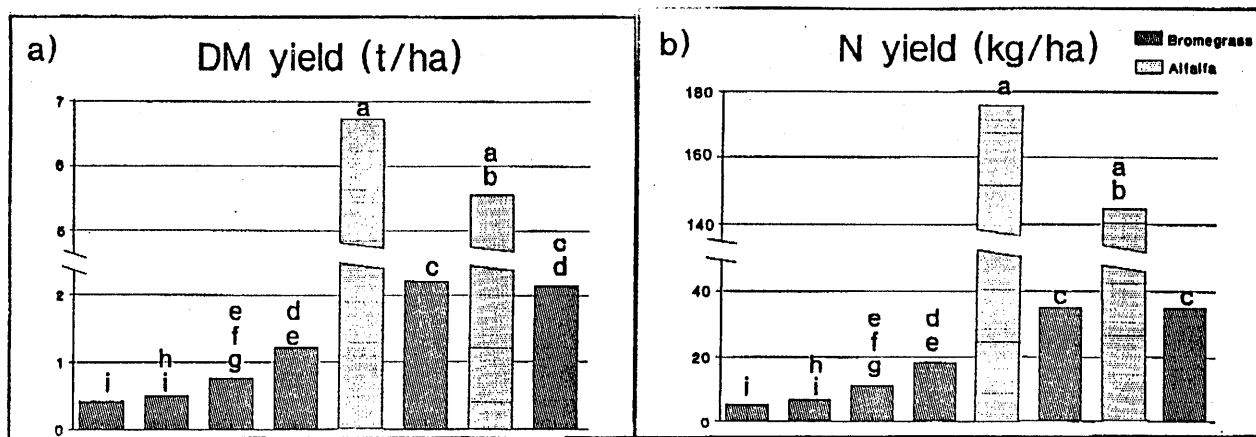 a)
DM yield (t/ha)
7
6
5
2
1
0
i
h
i
e
f
g
d
e
a
c
a
b
c
d
b)
N yield (kg/ha)
Bromegrass
Alfalfa
180
160
140
40
20
0
i
h
i
e
f
g
d
e
a
c
a
b
c